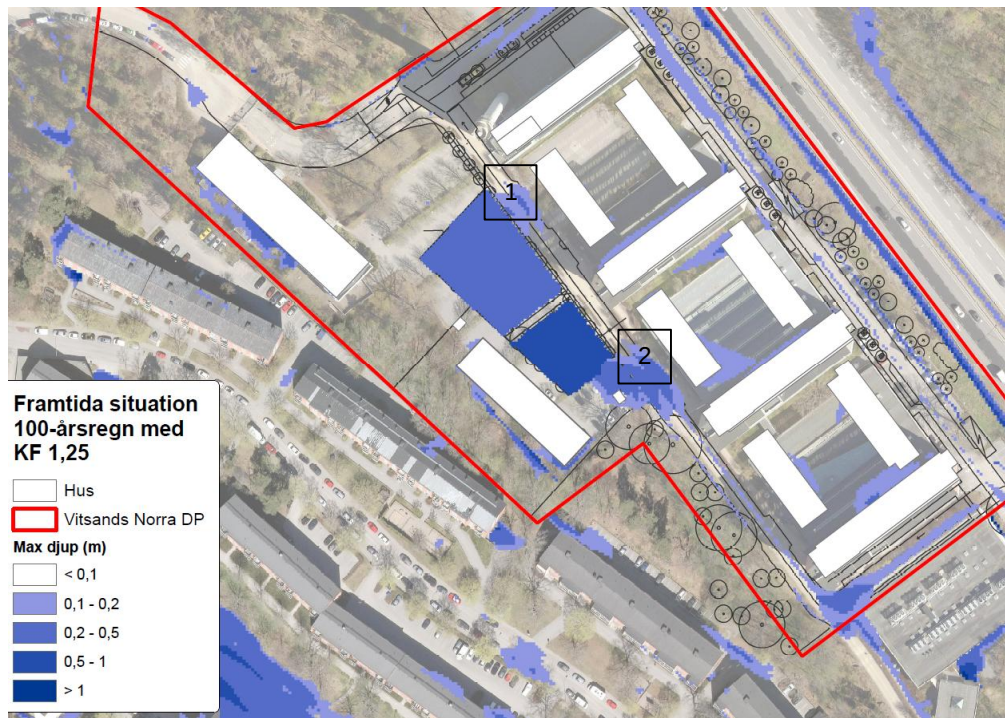 1
2
Framtida situation
100-årsregn med
KF 1,25
Hus
Vitsands Norra DP
Max djup (m)
< 0,1
0,1 - 0,2
0,2 - 0,5
0,5 - 1
> 1